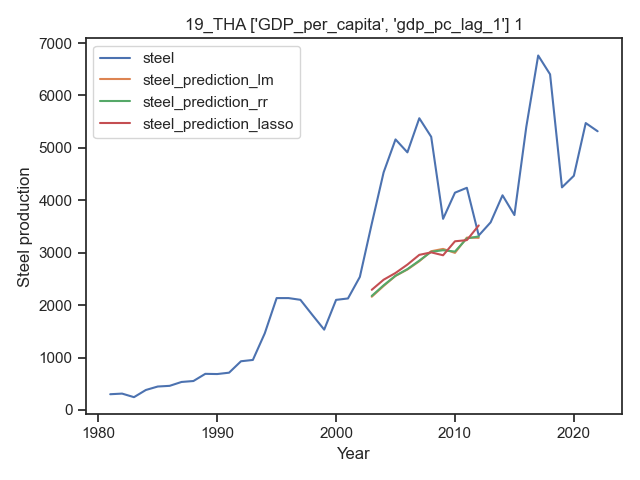 19_THA ['GDP_per_capita', 'gdp_pc_lag_1'] 1
steel
steel_prediction_lm
steel_prediction_rr
steel_prediction_lasso
Steel production
7000
6000
5000
4000
3000
2000
1000
0
1980
1990
2000
2010
2020
Year